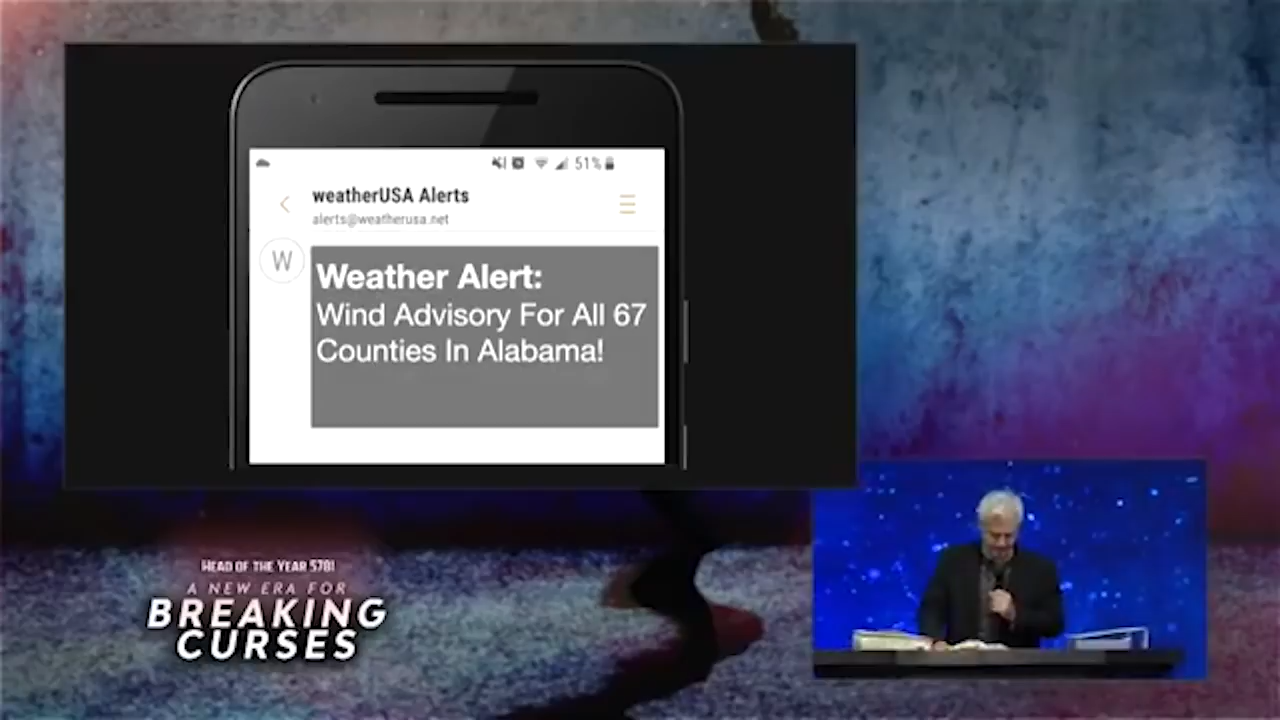 51%
weatherUSA Alerts
alerts@weatherusa.net
W
Weather Alert:
Wind Advisory For All 67
Counties In Alabama!
HEAD OF THE YEAR 5781
A NEW ERA FOR
BREAKING
CURSES